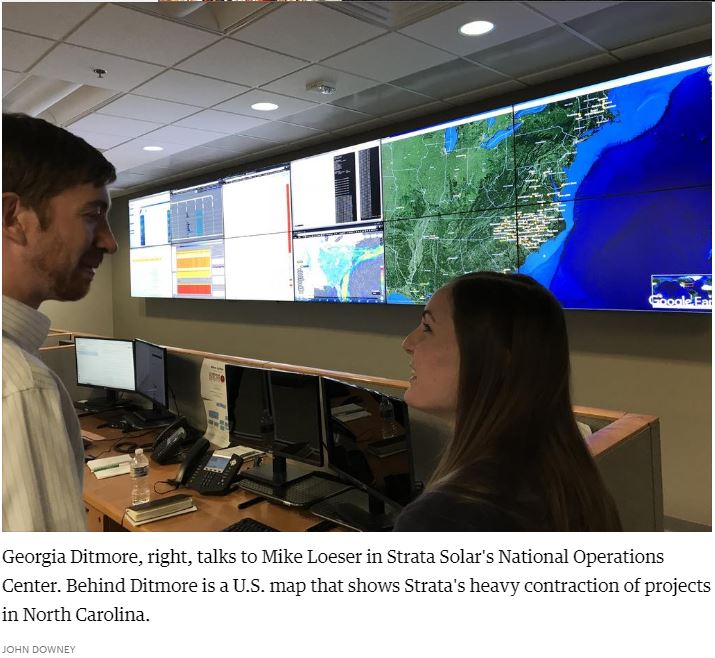 Google Ear
Georgia Ditmore, right, talks to Mike Loeser in Strata Solar's National Operations
Center. Behind Ditmore is a U.S. map that shows Strata's heavy contraction of projects
in North Carolina.
JOHN DOWNEY